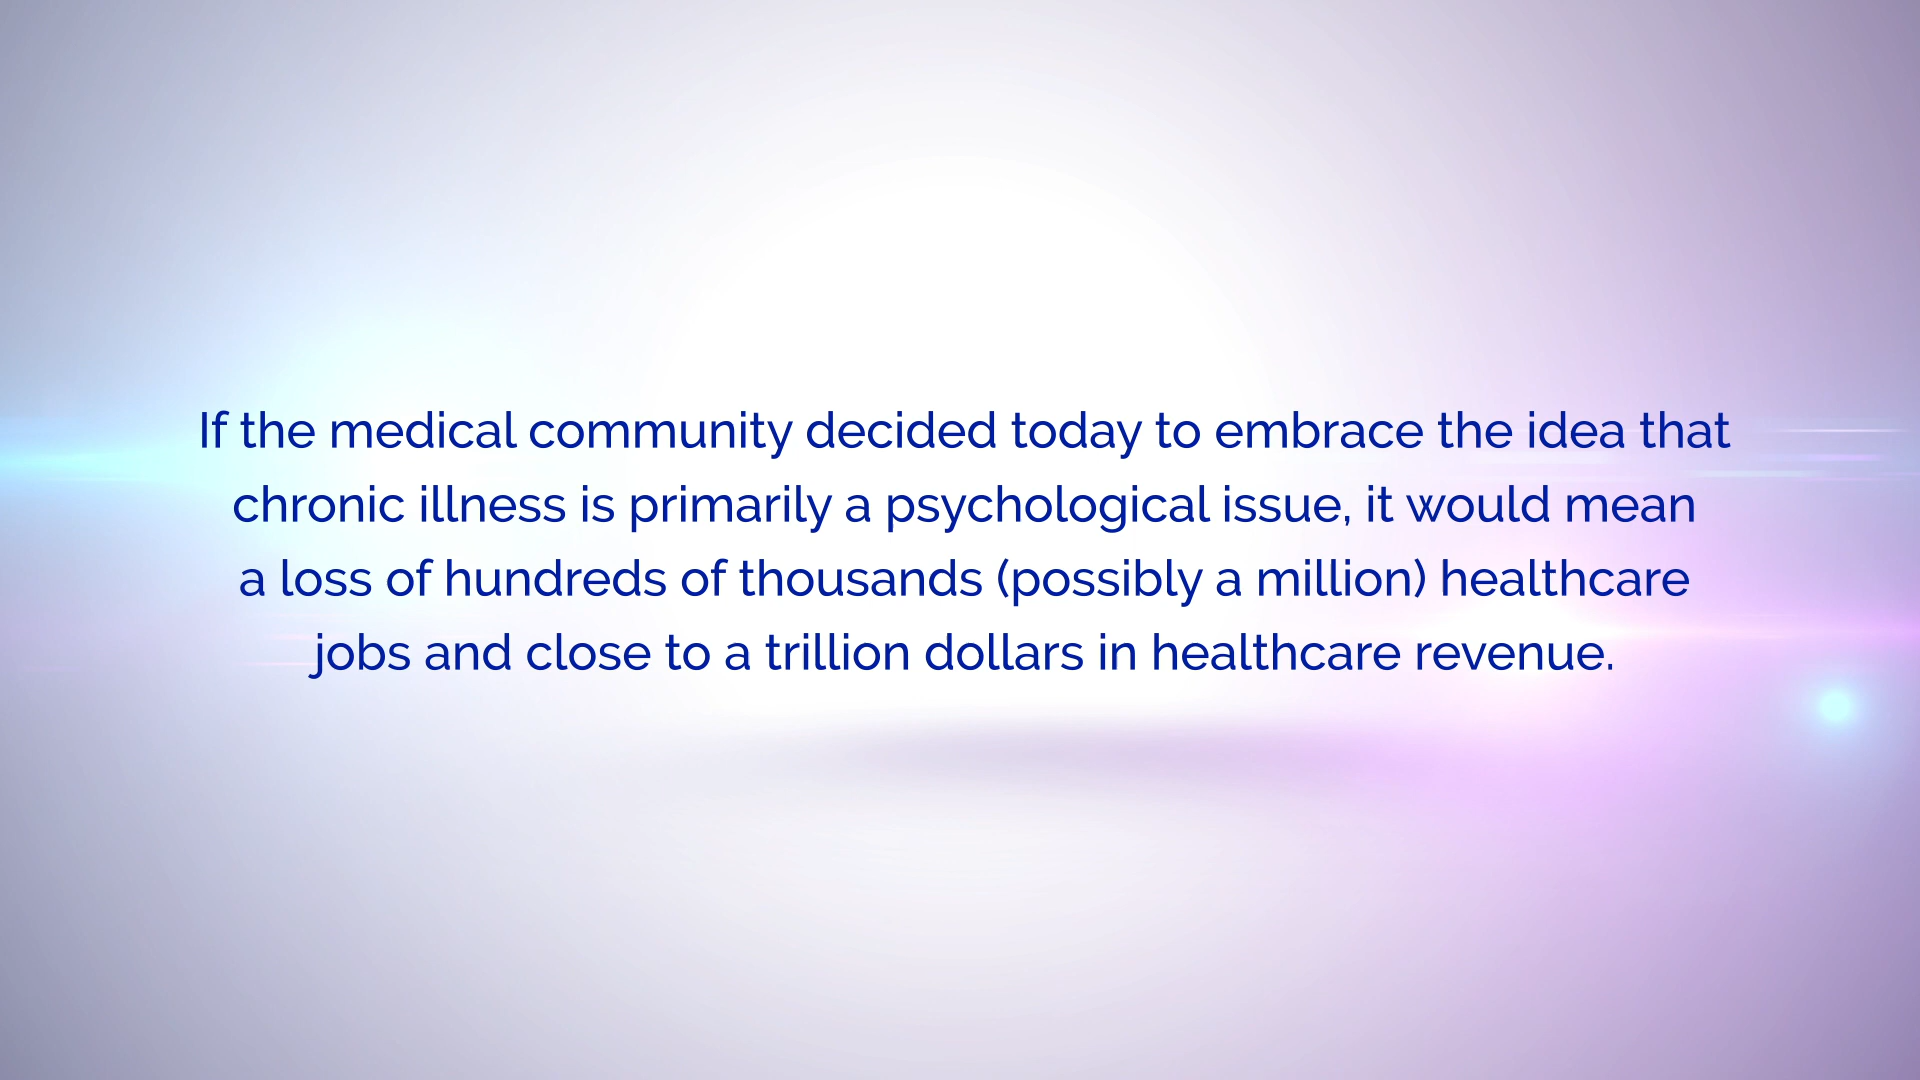 If the medical community decided today to embrace the idea that
chronic illness is primarily a psychological issue, it would mean
a loss of hundreds of thousands (possibly a million) healthcare
jobs and close to a trillion dollars in healthcare revenue.